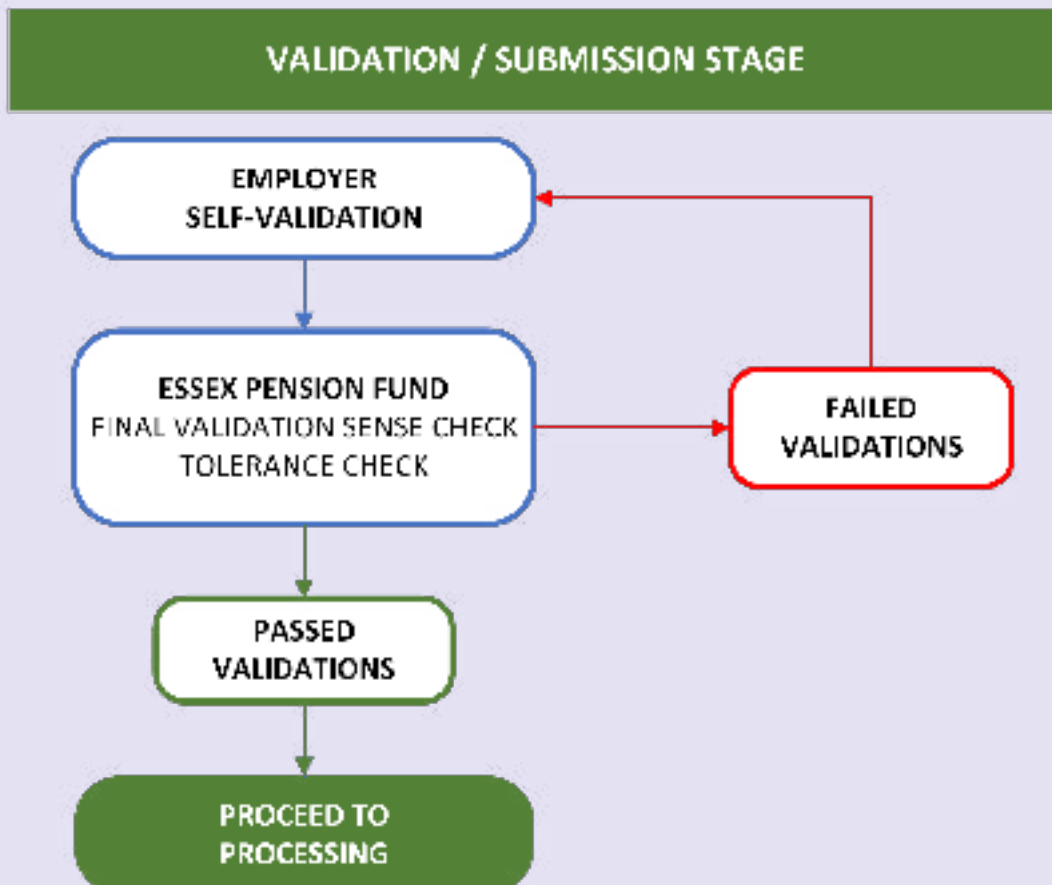 VALIDATION / SUBMISSION STAGE
EMPLOYER
SELF-VALIDATION
ESSEX PENSION FUND
FINAL VALIDATION SENSE CHECK
TOLERANCE CHECK
FAILED
VALIDATIONS
PASSED
VALIDATIONS
PROCEED TO
PROCESSING